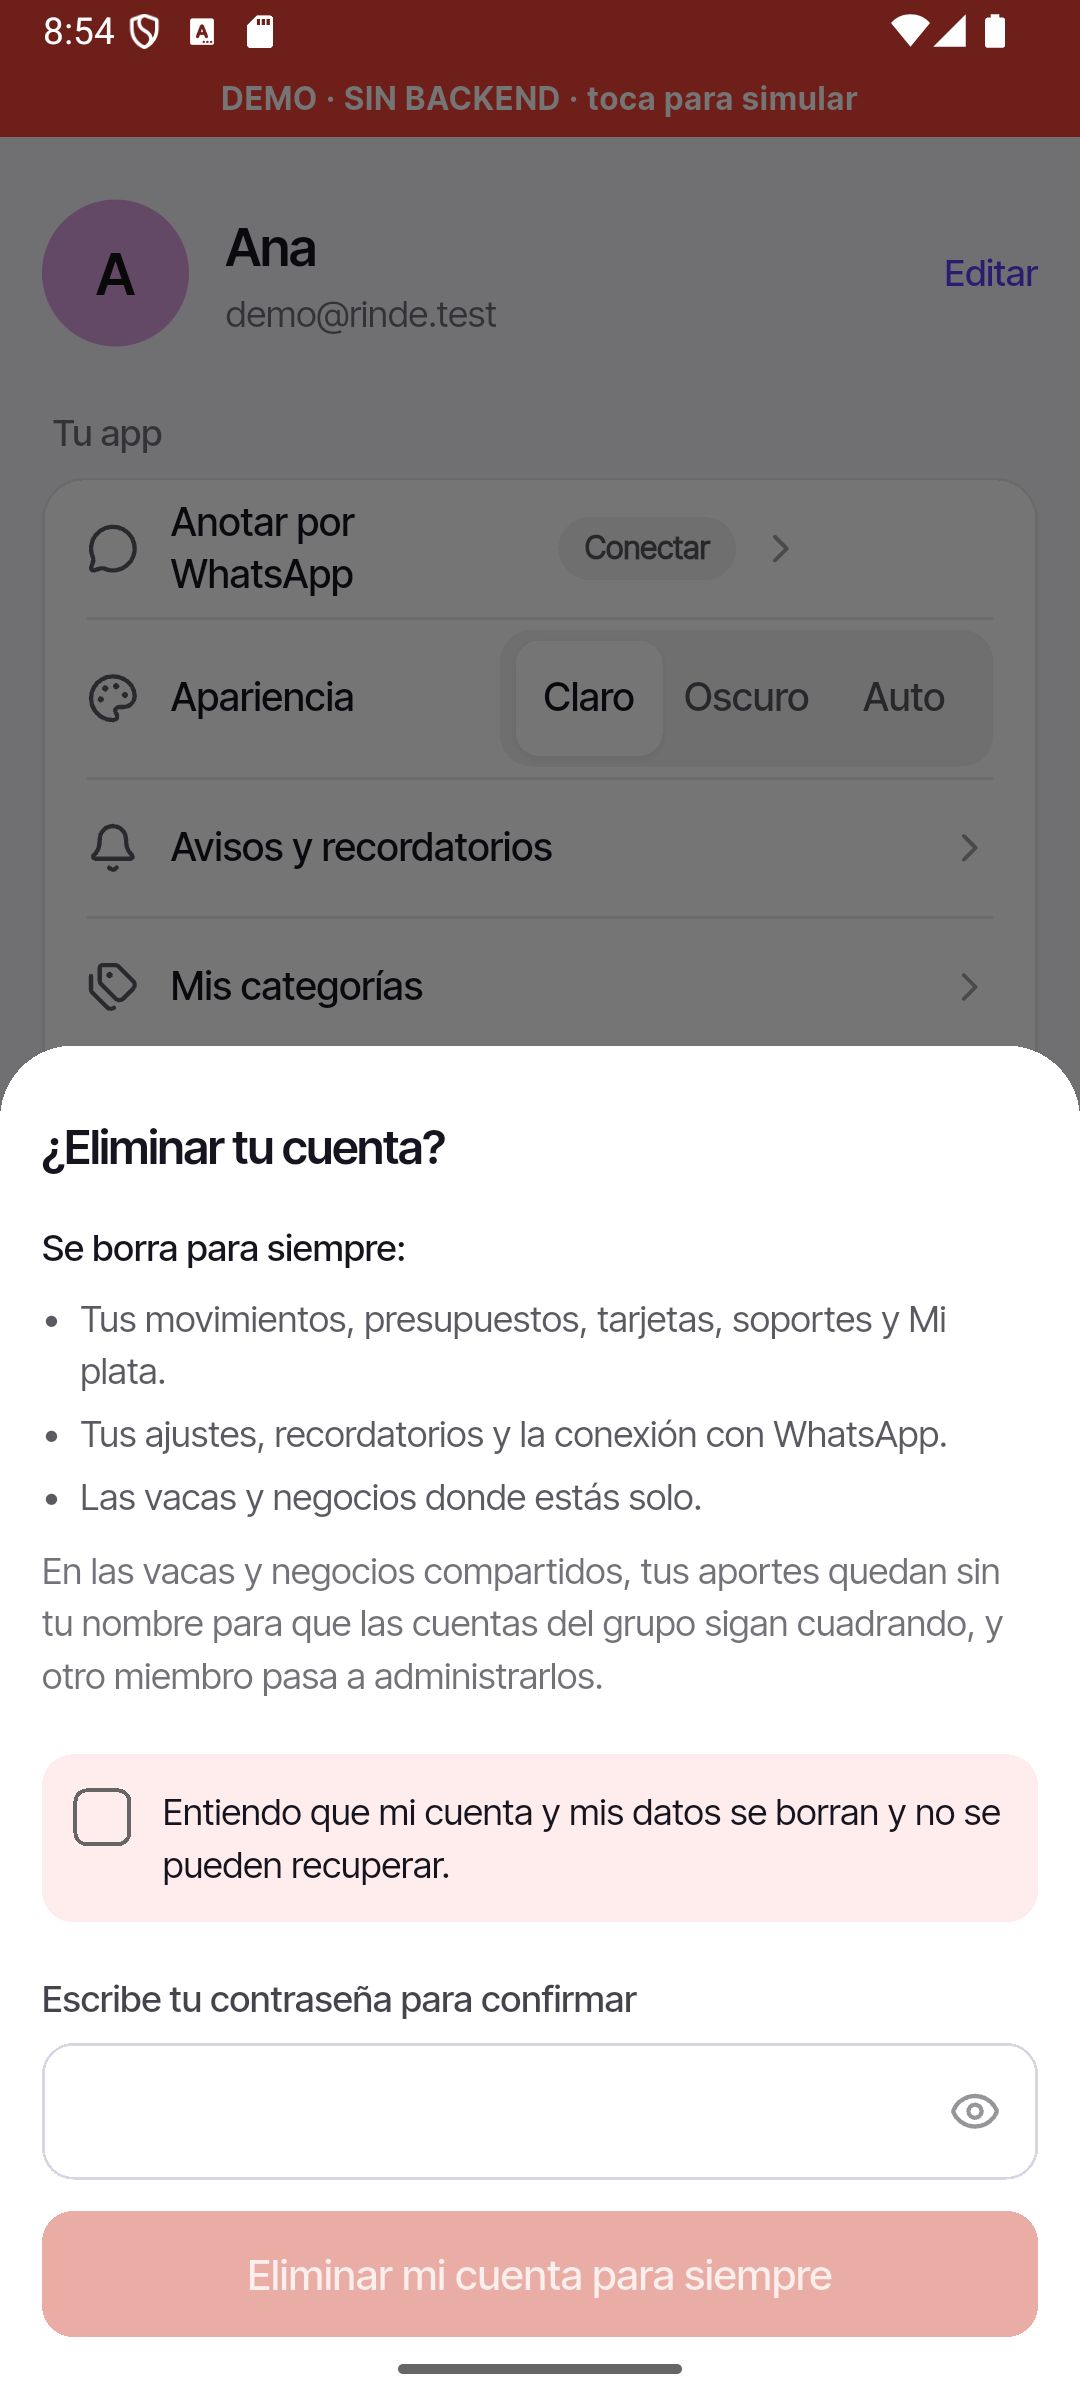 8:54
DEMO · SIN BACKEND · toca para simular
A
Ana
demo@rinde.test
Editar
Tu app
Anotar por
WhatsApp
Conectar
Apariencia
Claro
Oscuro
Auto
Avisos y recordatorios
Mis categorías
¿Eliminar tu cuenta?
Se borra para siempre:
• Tus movimientos, presupuestos, tarjetas, soportes y Mi
plata.
• Tus ajustes, recordatorios y la conexión con WhatsApp.
• Las vacas y negocios donde estás solo.
En las vacas y negocios compartidos, tus aportes quedan sin
tu nombre para que las cuentas del grupo sigan cuadrando, y
otro miembro pasa a administrarlos.
Entiendo que mi cuenta y mis datos se borran y no se
pueden recuperar.
Escribe tu contraseña para confirmar
Eliminar mi cuenta para siempre